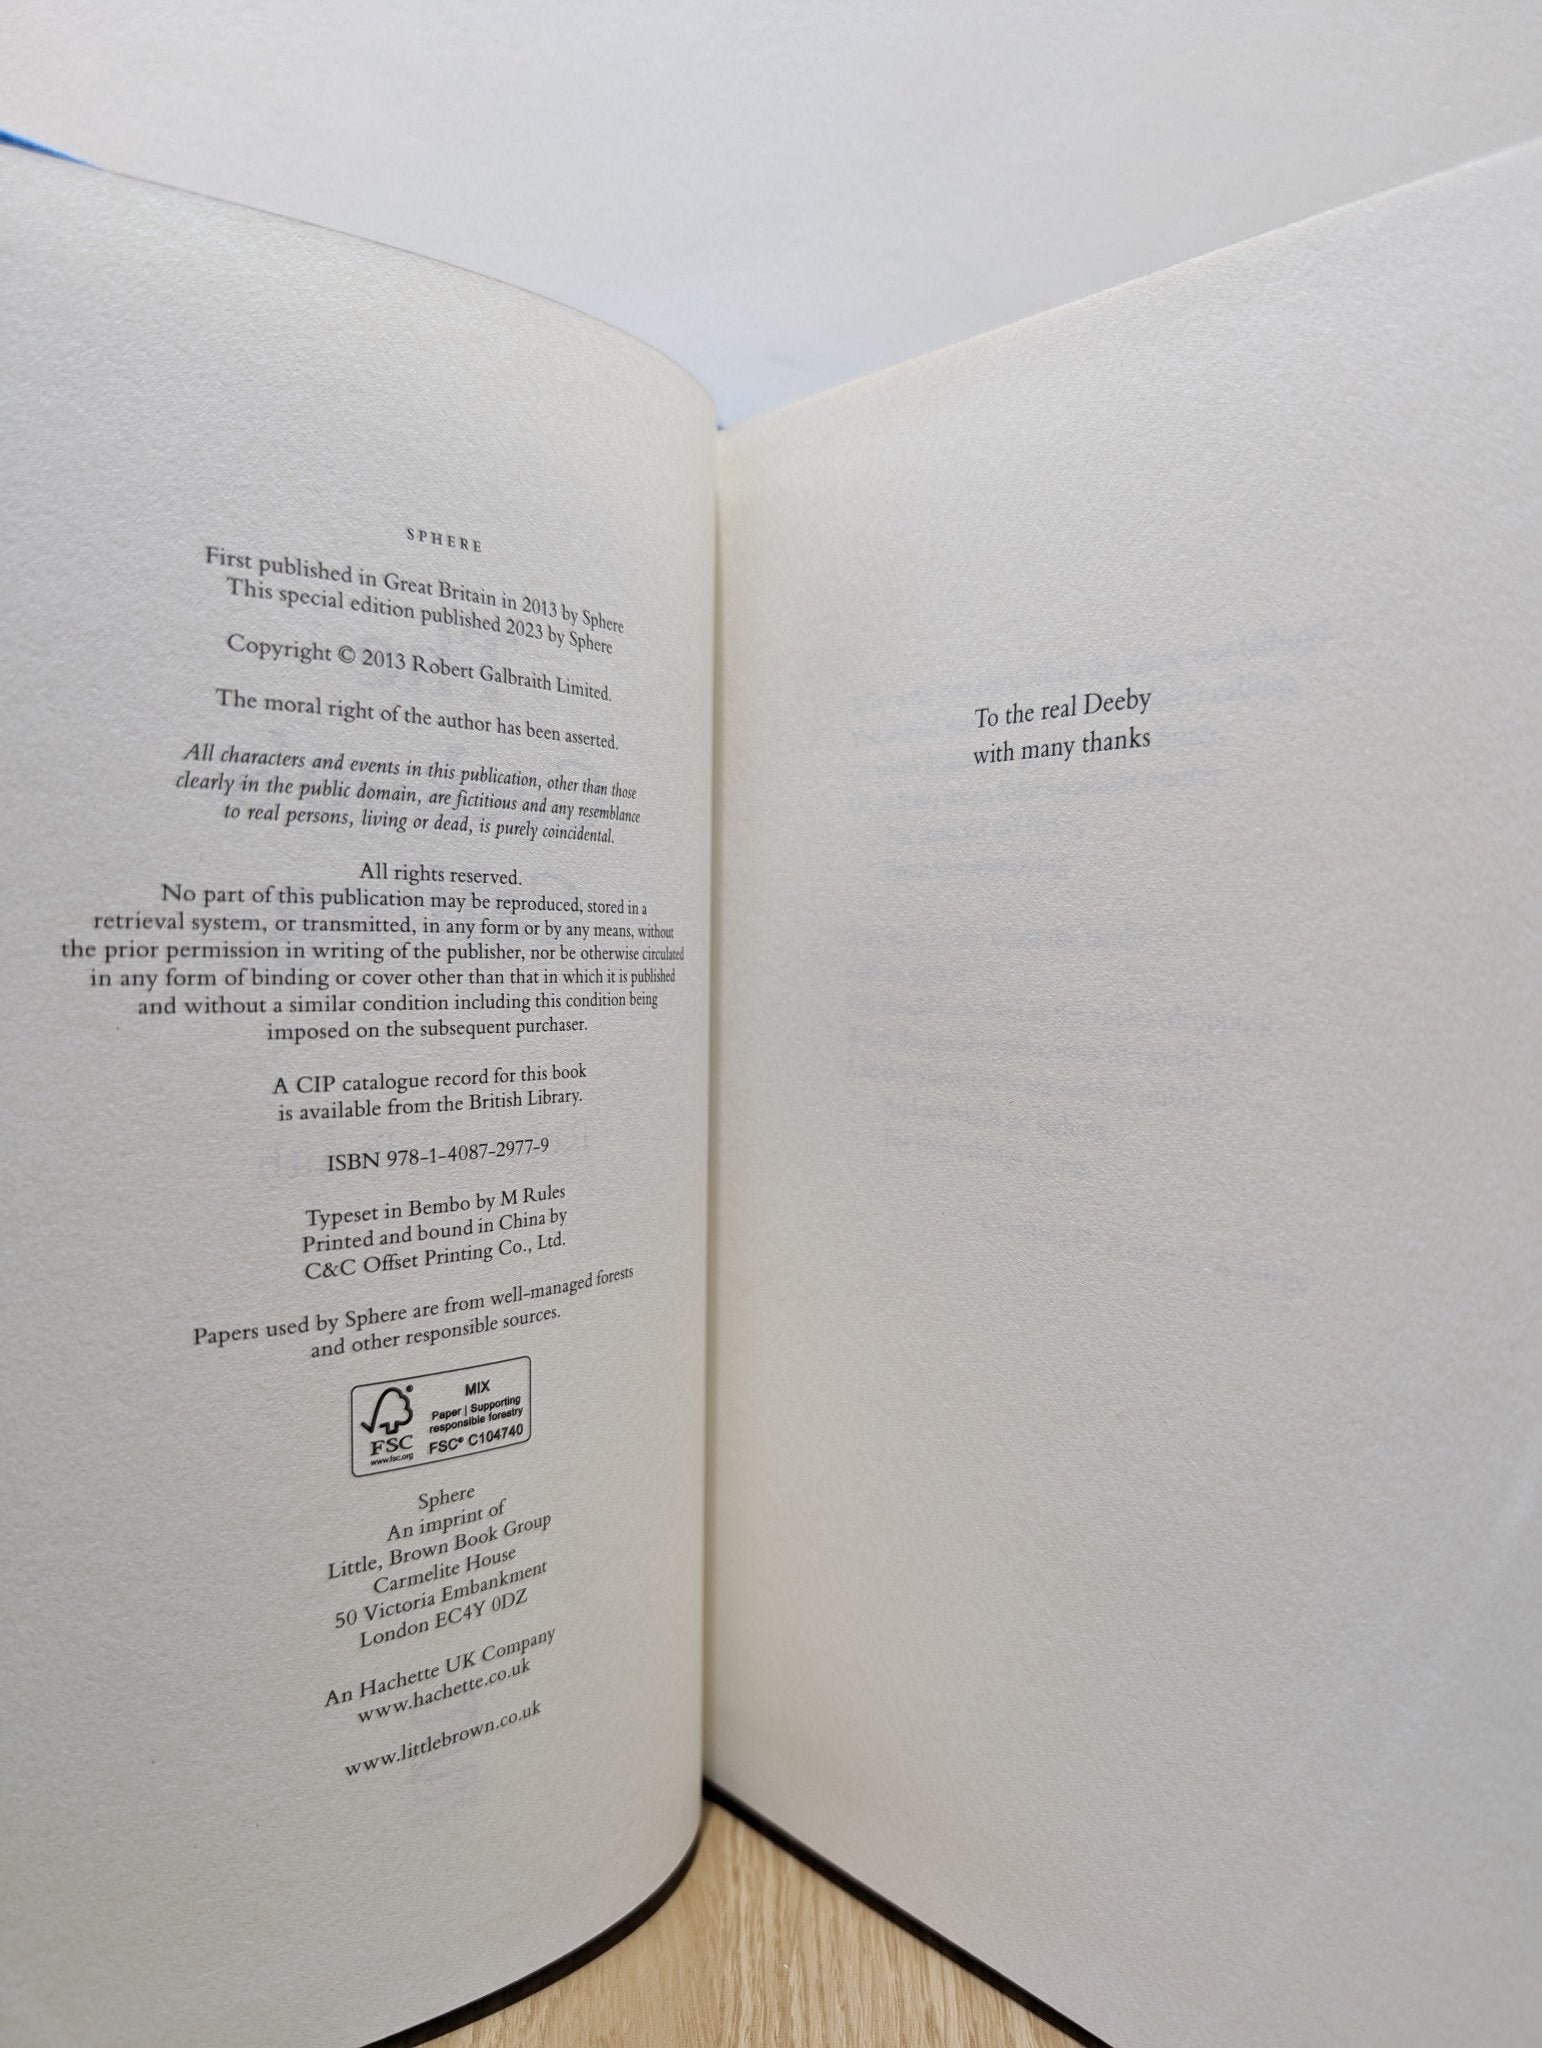 SPHERE
First published in Great Britain in 2013 by Sphere
This special edition published 2023 by Sphere
Copyright © 2013 Robert Galbraith Limited.
The moral right of the author has been asserted.
All characters and events in this publication, other than those
clearly in the public domain, are fictitious and any resemblance
to real persons, living or dead, is purely coincidental.
All rights reserved.
No part of this publication may be reproduced, stored in a
retrieval system, or transmitted, in any form or by any means, without
the prior permission in writing of the publisher, nor be otherwise circulated
in any form of binding or cover other than that in which it is published
and without a similar condition including this condition being
imposed on the subsequent purchaser.
A CIP catalogue record for this book
is available from the British Library.
ISBN 978-1-4087-2977-9
Typeset in Bembo by M Rules
Printed and bound in China by
C&C Offset Printing Co., Ltd.
Papers used by Sphere are from well-managed forests
and other responsible sources.
MIX
Paper | Supporting
responsible forestry
FSC® C104740
FSC
www.fsc.org
Sphere
An imprint of
Little, Brown Book Group
Carmelite House
50 Victoria Embankment
London EC4Y 0DZ
An Hachette UK Company
www.hachette.co.uk
www.littlebrown.co.uk
To the real Deeby
with many thanks